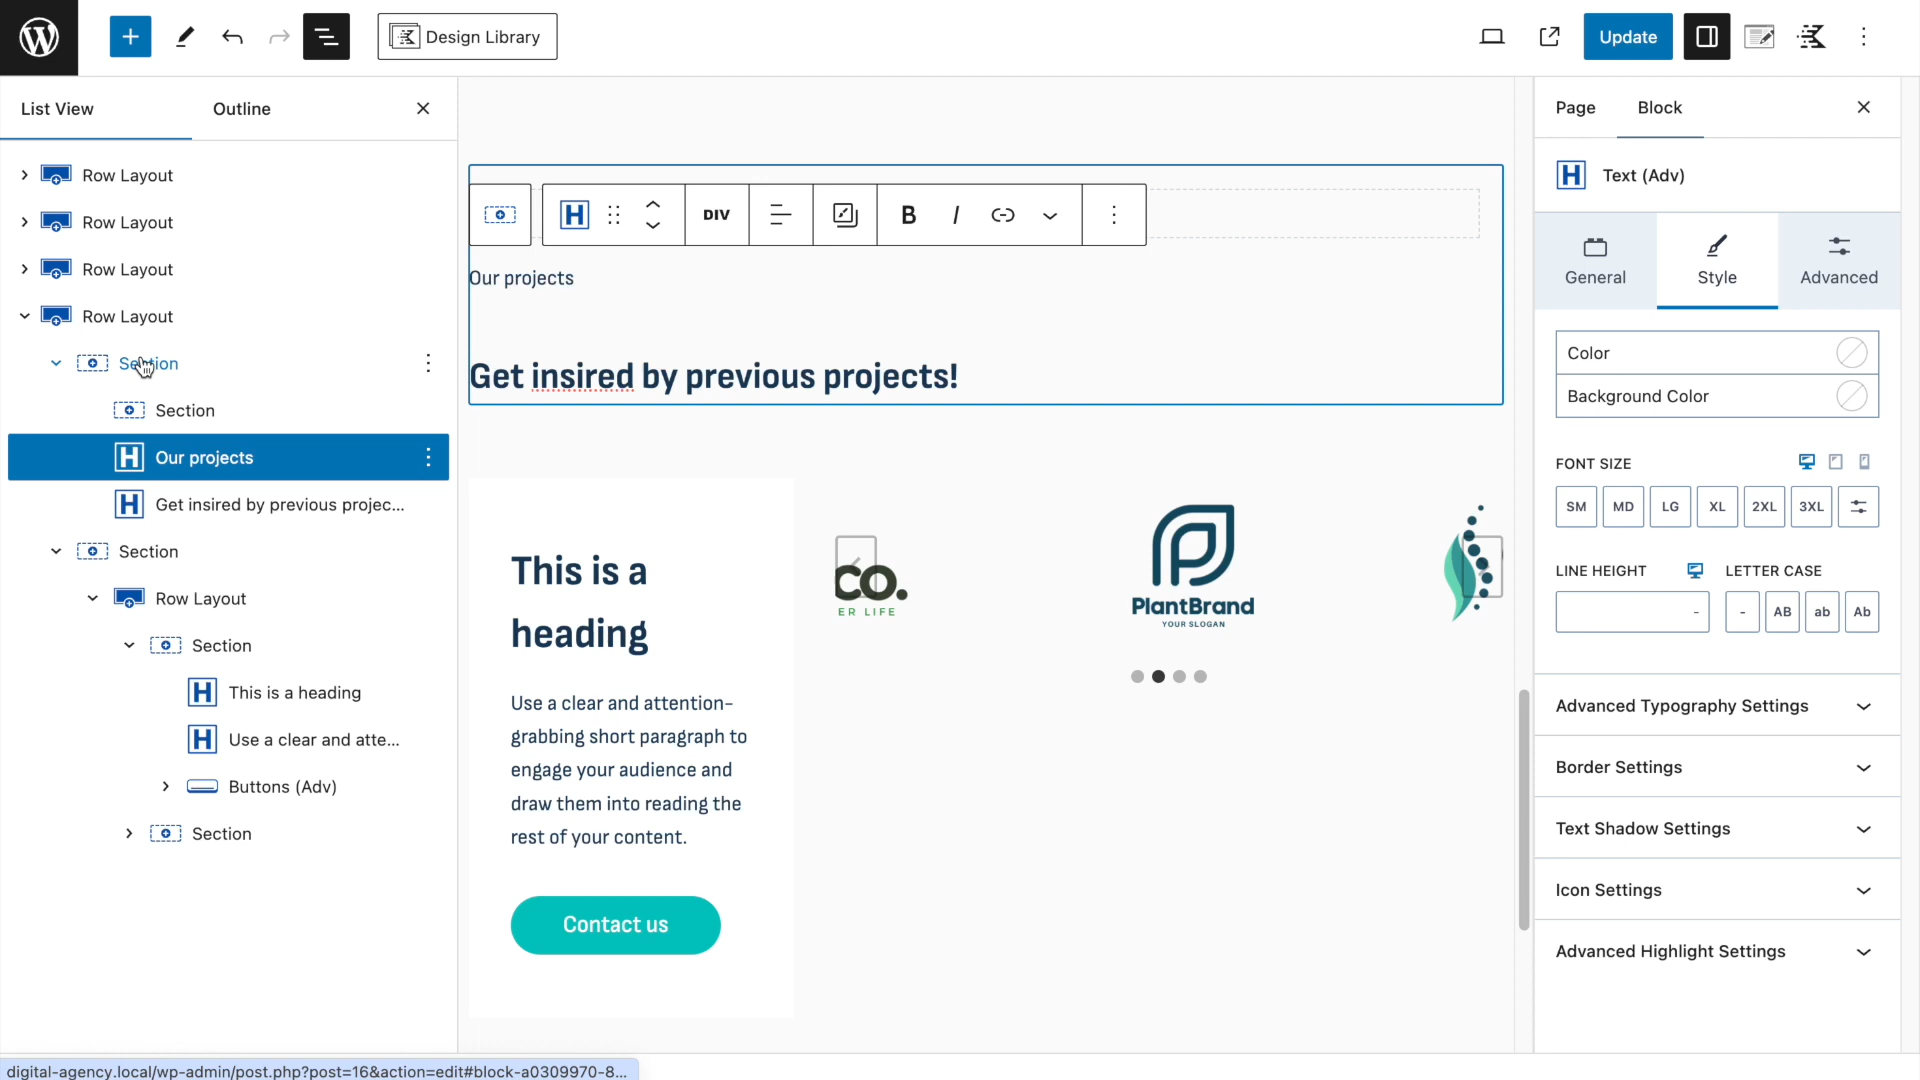 Design Library
Update
List View
Outline
Row Layout
Row Layout
Row Layout
Row Layout
Section
Section
Our projects
Get insired by previous projec...
Section
Row Layout
Section
This is a heading
Use a clear and atte...
Buttons (Adv)
Section
digital-agency.local/wp-admin/post.php?post=16&action=edit#block-a0309970-8...
H
DIV
B
I
Our projects
Get insired by previous projects!
This is a
heading
Use a clear and attention-
grabbing short paragraph to
engage your audience and
draw them into reading the
rest of your content.
Contact us
CO.
ER LIFE
PlantBrand
YOUR SLOGAN
Page
Block
Text (Adv)
General
Style
Advanced
Color
Background Color
FONT SIZE
SM MD LG XL 2XL 3XL
LINE HEIGHT
LETTER CASE
-
- AB ab Ab
Advanced Typography Settings
Border Settings
Text Shadow Settings
Icon Settings
Advanced Highlight Settings